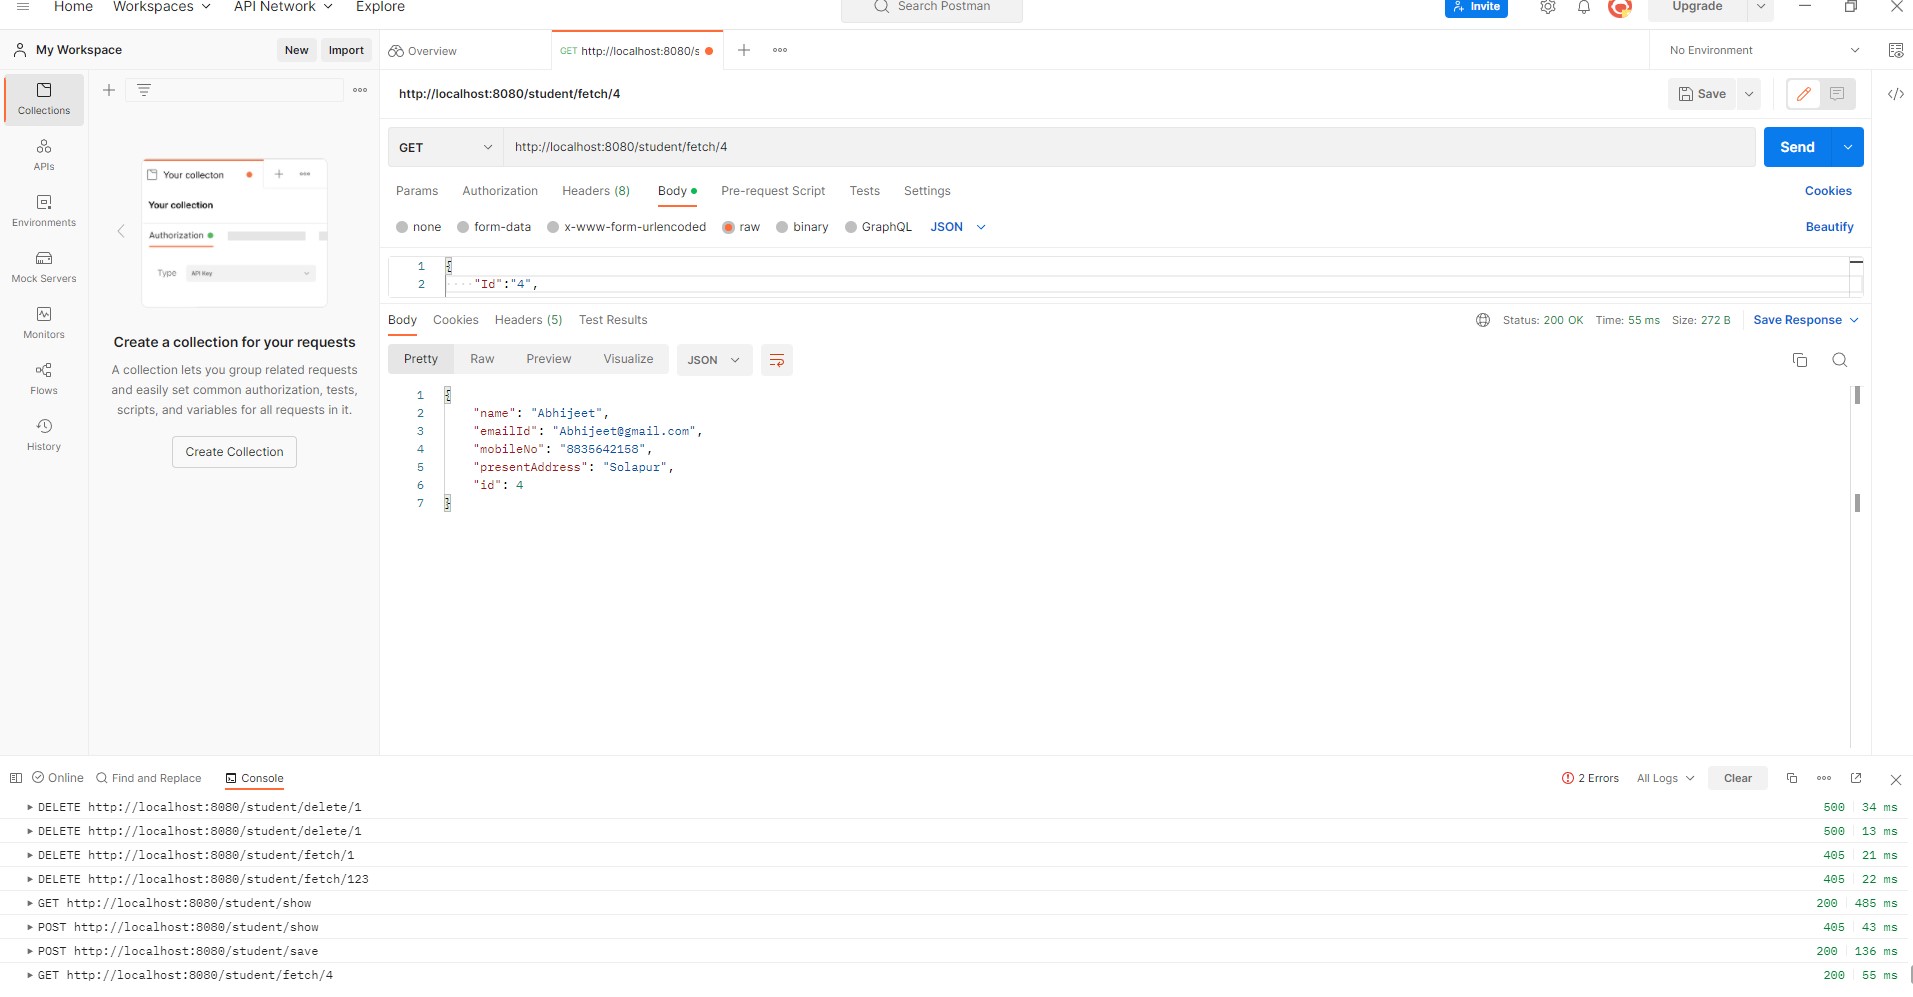 Home Workspaces API Network Explore Search Postman Invite Upgrade
My Workspace New Import Overview GET http://localhost:8080/s No Environment
Collections
APIs
Environments
Mock Servers
Monitors
Flows
History
Your collecton
Your collection
Authorization
Type API Key
Create a collection for your requests
A collection lets you group related requests
and easily set common authorization, tests,
scripts, and variables for all requests in it.
Create Collection
http://localhost:8080/student/fetch/4 Save
GET http://localhost:8080/student/fetch/4 Send
Params Authorization Headers (8) Body Pre-request Script Tests Settings Cookies
none form-data x-www-form-urlencoded raw binary GraphQL JSON Beautify
1 {
2 "Id":"4",
Body Cookies Headers (5) Test Results Status: 200 OK Time: 55 ms Size: 272 B Save Response
Pretty Raw Preview Visualize JSON
1 {
2 "name": "Abhijeet",
3 "emailId": "Abhijeet@gmail.com",
4 "mobileNo": "8835642158",
5 "presentAddress": "Solapur",
6 "id": 4
7 }
Online Find and Replace Console 2 Errors All Logs Clear
DELETE http://localhost:8080/student/delete/1 500 34 ms
DELETE http://localhost:8080/student/delete/1 500 13 ms
DELETE http://localhost:8080/student/fetch/1 405 21 ms
DELETE http://localhost:8080/student/fetch/123 405 22 ms
GET http://localhost:8080/student/show 200 485 ms
POST http://localhost:8080/student/show 405 43 ms
POST http://localhost:8080/student/save 200 136 ms
GET http://localhost:8080/student/fetch/4 200 55 ms